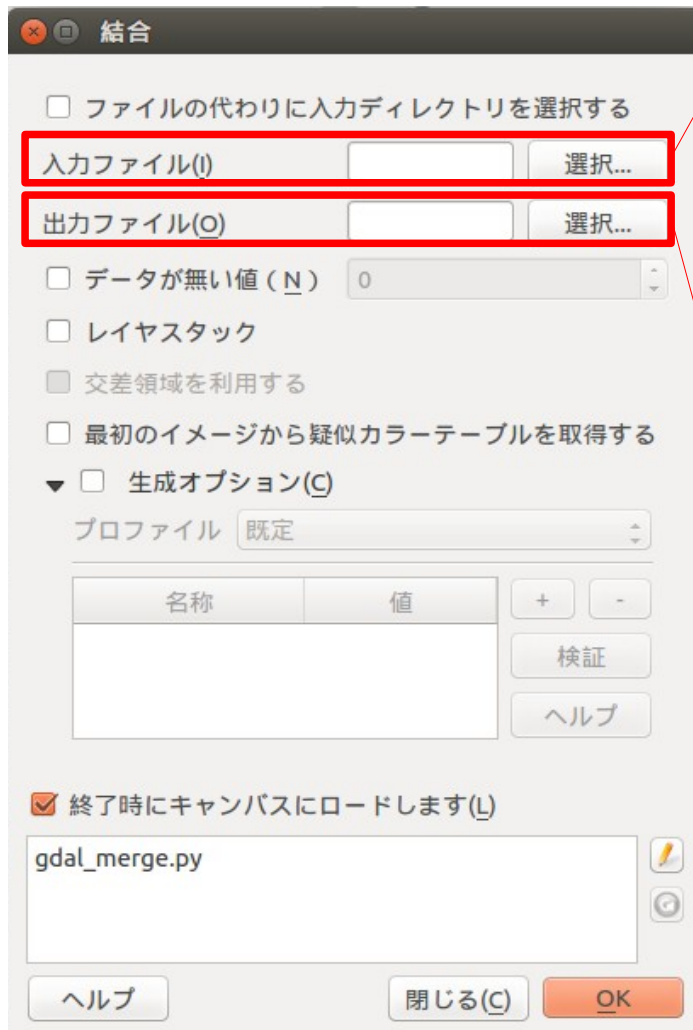 結合
ファイルの代わりに入力ディレクトリを選択する
入力ファイル(I) 選択...
出力ファイル(O) 選択...
データが無い値 ( N ) 0
レイヤスタック
交差領域を利用する
最初のイメージから疑似カラーテーブルを取得する
生成オプション(C)
プロファイル 既定
名称 値 + -
検証
ヘルプ
終了時にキャンバスにロードします(L)
gdal_merge.py
ヘルプ 閉じる(C) OK